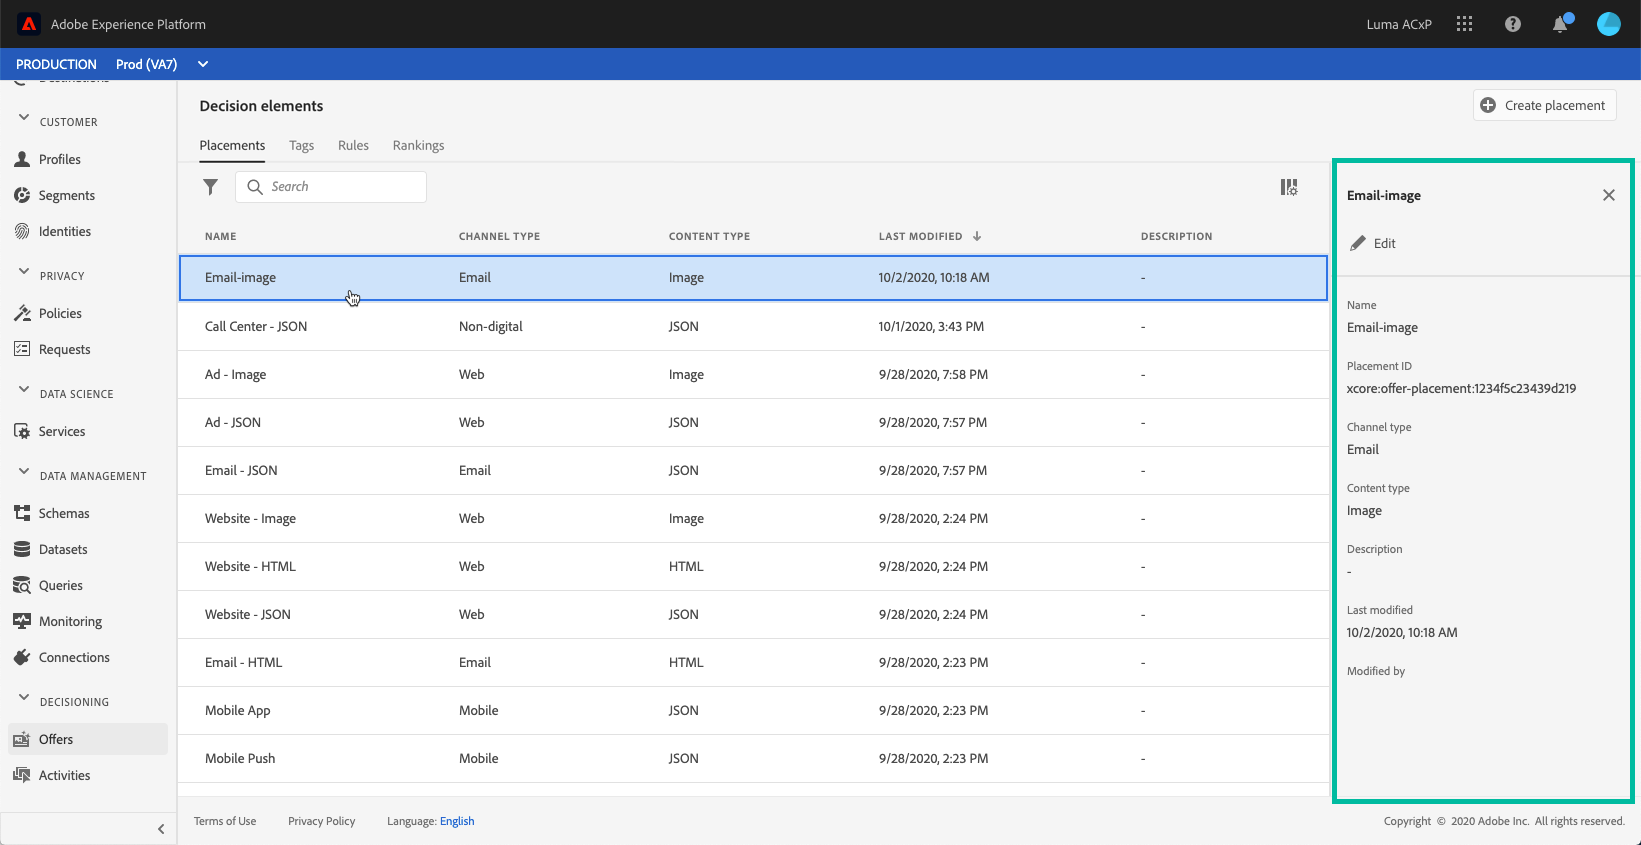 Adobe Experience Platform
Luma ACxP
PRODUCTION Prod (VA7)
Destinations
CUSTOMER
Profiles
Segments
Identities
PRIVACY
Policies
Requests
DATA SCIENCE
Services
DATA MANAGEMENT
Schemas
Datasets
Queries
Monitoring
Connections
DECISIONING
Offers
Activities
Decision elements
Create placement
Placements Tags Rules Rankings
Search
NAME CHANNEL TYPE CONTENT TYPE LAST MODIFIED DESCRIPTION
Email-image Email Image 10/2/2020, 10:18 AM -
Call Center - JSON Non-digital JSON 10/1/2020, 3:43 PM -
Ad - Image Web Image 9/28/2020, 7:58 PM -
Ad - JSON Web JSON 9/28/2020, 7:57 PM -
Email - JSON Email JSON 9/28/2020, 7:57 PM -
Website - Image Web Image 9/28/2020, 2:24 PM -
Website - HTML Web HTML 9/28/2020, 2:24 PM -
Website - JSON Web JSON 9/28/2020, 2:24 PM -
Email - HTML Email HTML 9/28/2020, 2:23 PM -
Mobile App Mobile JSON 9/28/2020, 2:23 PM -
Mobile Push Mobile JSON 9/28/2020, 2:23 PM -
Email-image
Edit
Name
Email-image
Placement ID
xcore:offer-placement:1234f5c23439d219
Channel type
Email
Content type
Image
Description
-
Last modified
10/2/2020, 10:18 AM
Modified by
Terms of Use Privacy Policy Language: English
Copyright © 2020 Adobe Inc. All rights reserved.